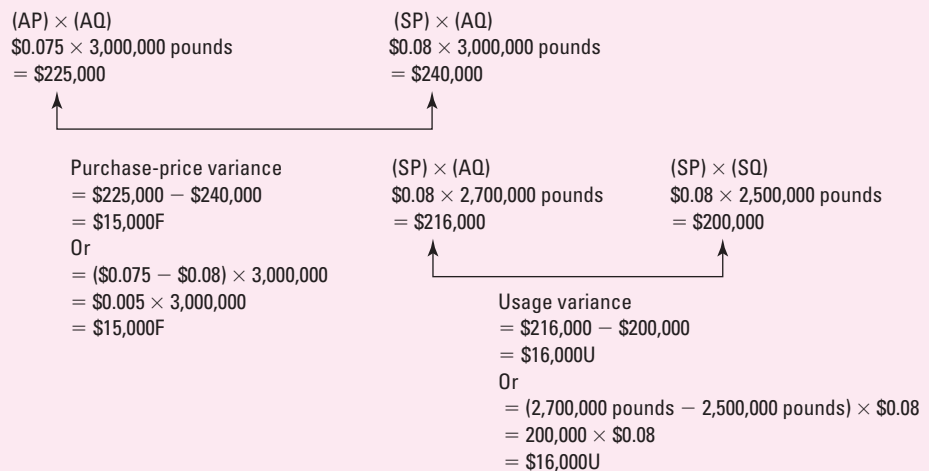 (AP) × (AQ)
$0.075 × 3,000,000 pounds
= $225,000
(SP) × (AQ)
$0.08 × 3,000,000 pounds
= $240,000
Purchase-price variance
= $225,000 − $240,000
= $15,000F
Or
= ($0.075 − $0.08) × 3,000,000
= $0.005 × 3,000,000
= $15,000F
(SP) × (AQ)
$0.08 × 2,700,000 pounds
= $216,000
(SP) × (SQ)
$0.08 × 2,500,000 pounds
= $200,000
Usage variance
= $216,000 − $200,000
= $16,000U
Or
= (2,700,000 pounds − 2,500,000 pounds) × $0.08
= 200,000 × $0.08
= $16,000U